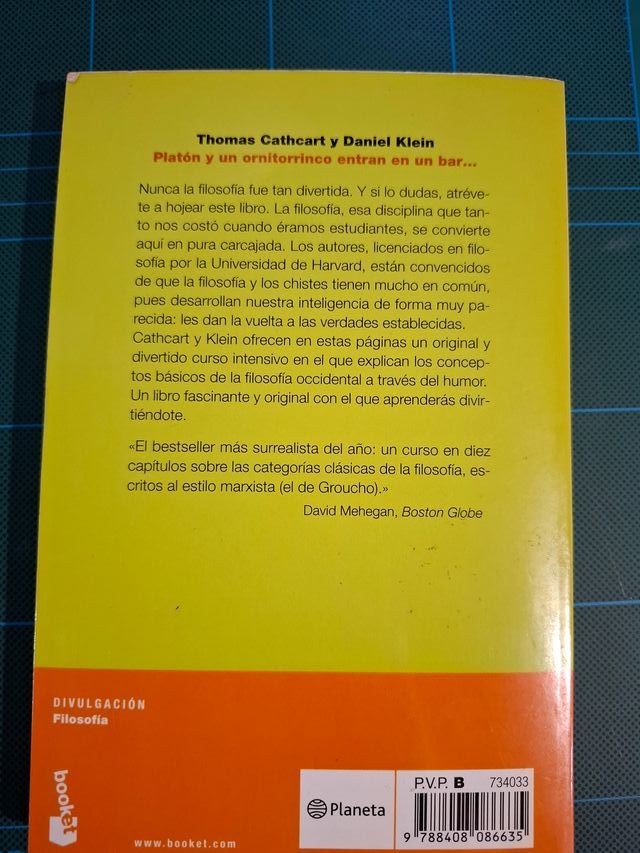 Thomas Cathcart y Daniel Klein
Platón y un ornitorrinco entran en un bar...
Nunca la filosofía fue tan divertida. Y si lo dudas, atréve-
te a hojear este libro. La filosofía, esa disciplina que tan-
to nos costó cuando éramos estudiantes, se convierte
aquí en pura carcajada. Los autores, licenciados en filo-
sofía por la Universidad de Harvard, están convencidos
de que la filosofía y los chistes tienen mucho en común,
pues desarrollan nuestra inteligencia de forma muy pa-
recida: les dan la vuelta a las verdades establecidas.
Cathcart y Klein ofrecen en estas páginas un original y
divertido curso intensivo en el que explican los concep-
tos básicos de la filosofía occidental a través del humor.
Un libro fascinante y original con el que aprenderás divir-
tiéndote.
«El bestseller más surrealista del año: un curso en diez
capítulos sobre las categorías clásicas de la filosofía, es-
critos al estilo marxista (el de Groucho).»
David Mehegan, Boston Globe
DIVULGACIÓN
Filosofía
booket
www.booket.com
Planeta
P.V.P. B 734033
9 788408 086635